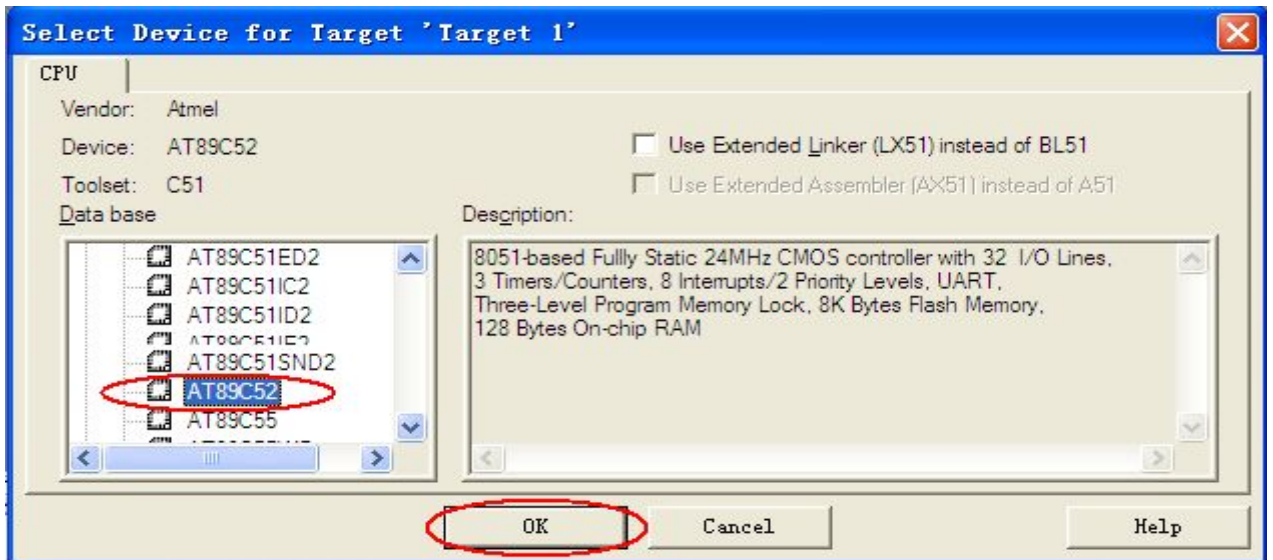 Select Device for Target 'Target 1'
CPU
Vendor: Atmel
Device: AT89C52
Toolset: C51
Use Extended Linker (LX51) instead of BL51
Use Extended Assembler (AX51) instead of A51
Data base
AT89C51ED2
AT89C51IC2
AT89C51ID2
AT89C51IE2
AT89C51SND2
AT89C52
AT89C55
Description:
8051-based Fullly Static 24MHz CMOS controller with 32 I/O Lines,
3 Timers/Counters, 8 Interrupts/2 Priority Levels, UART,
Three-Level Program Memory Lock, 8K Bytes Flash Memory,
128 Bytes On-chip RAM
OK
Cancel
Help